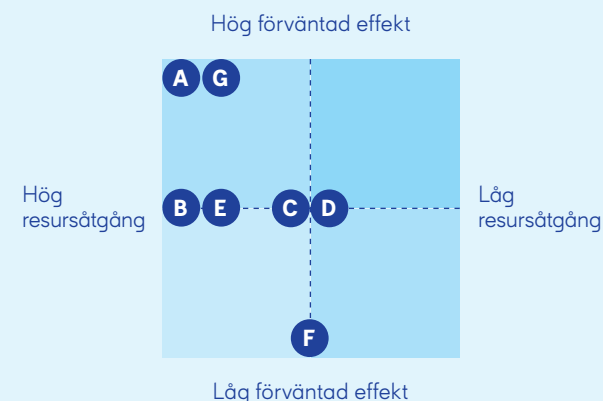 Hög förväntad effekt
A G
Hög
resursåtgång
B E C D
Låg
resursåtgång
F
Låg förväntad effekt